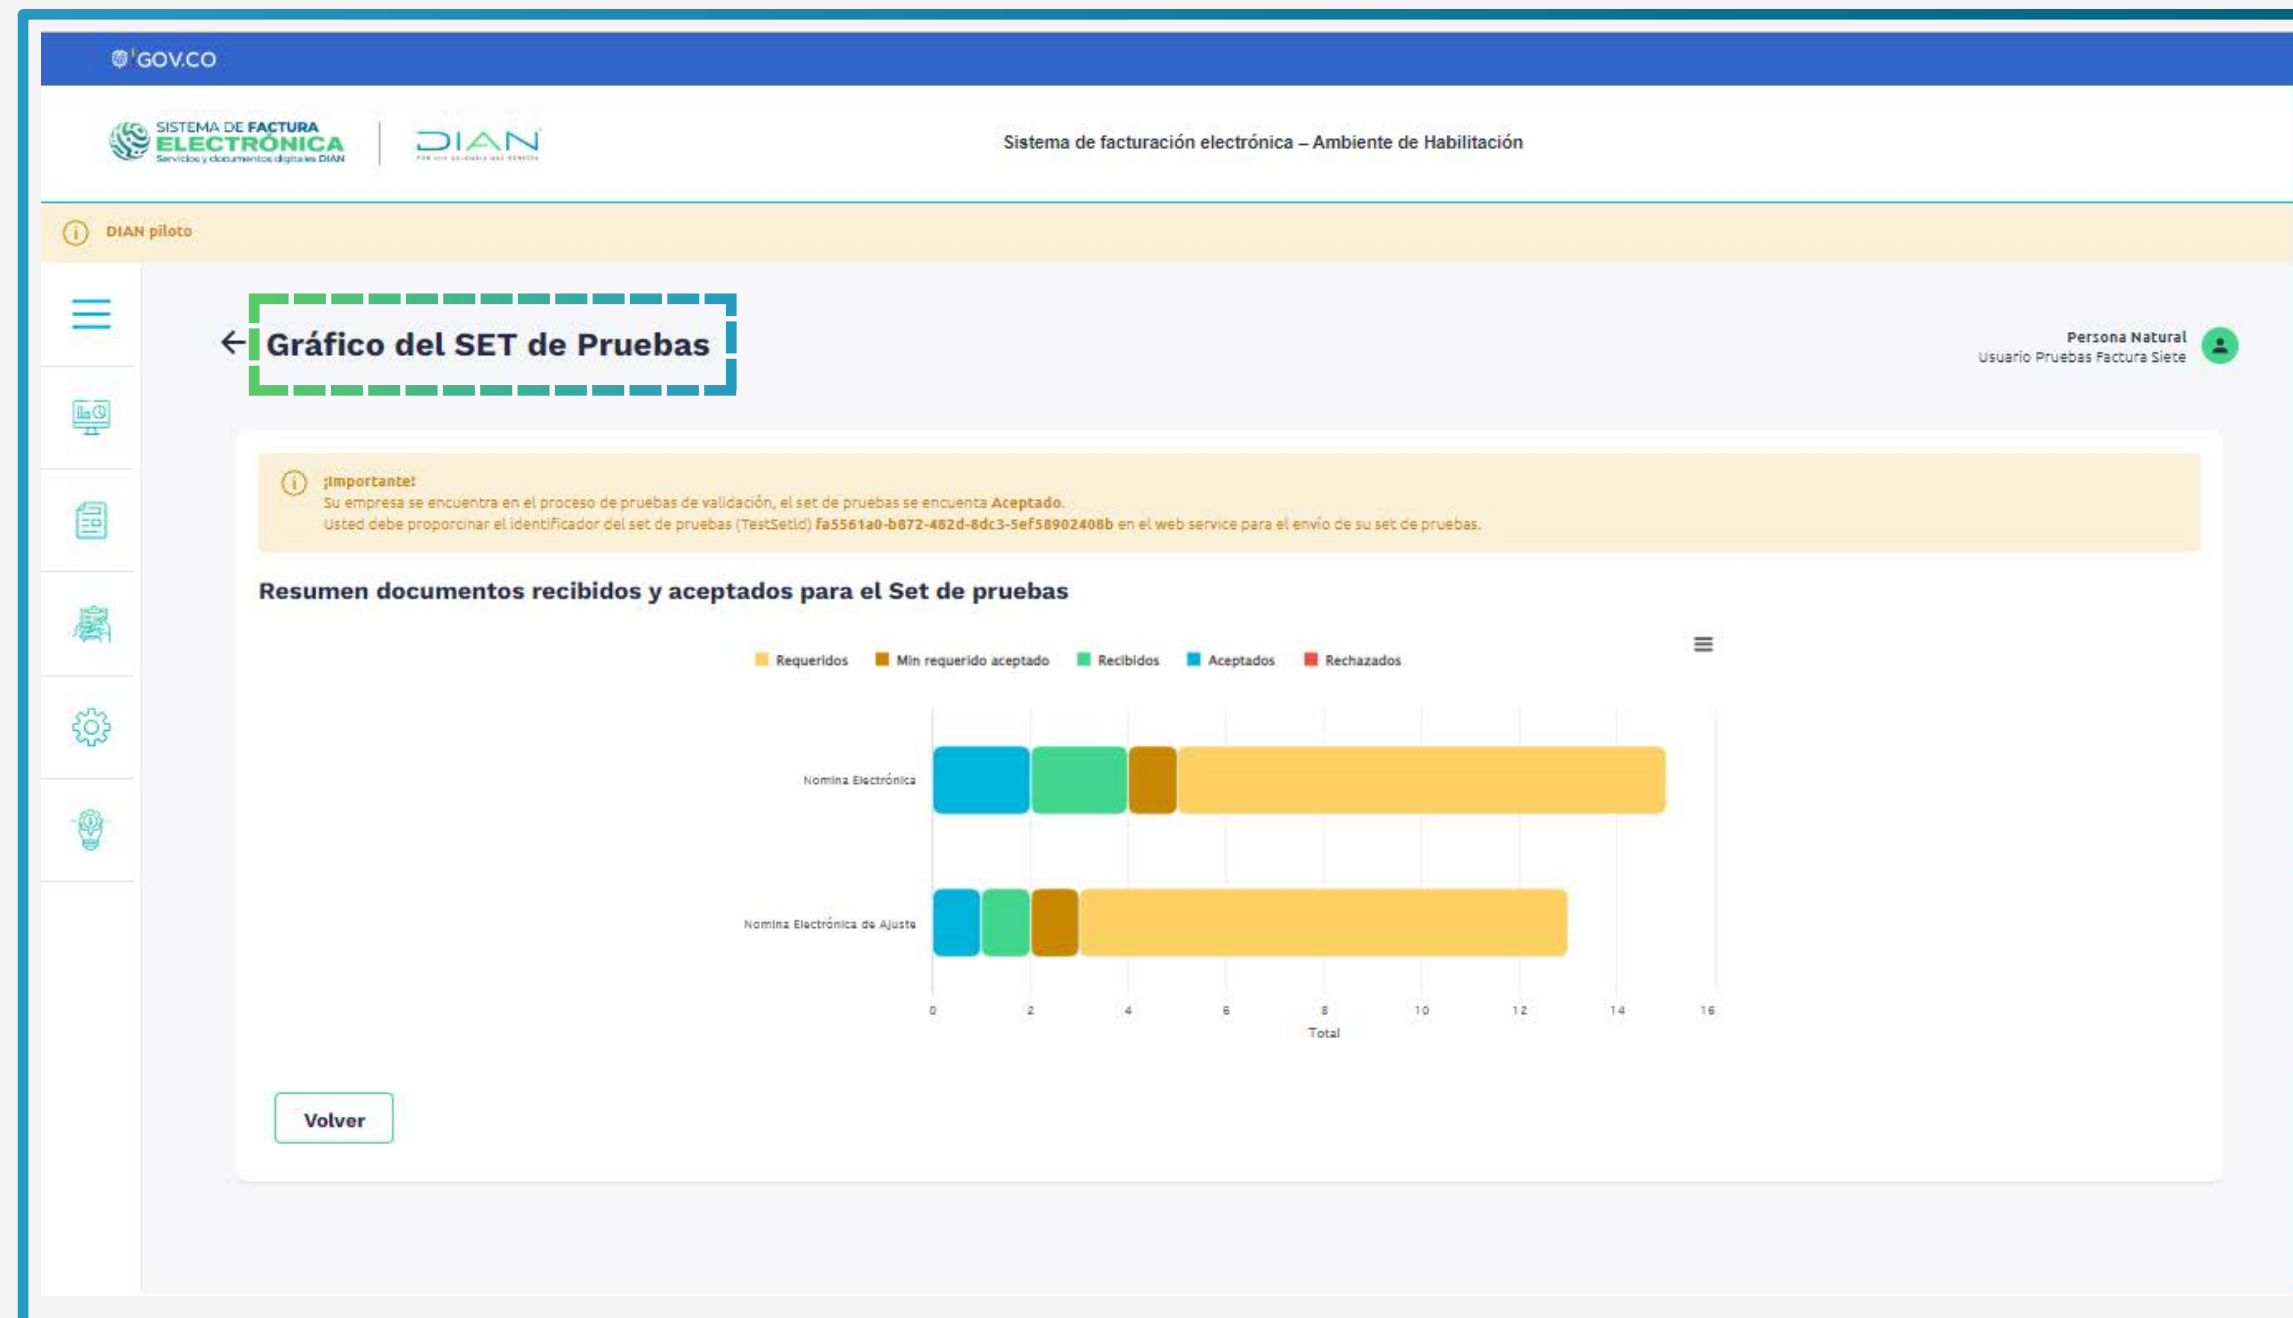 GOV.CO
SISTEMA DE FACTURA
ELECTRÓNICA
Servicios y documentos digitales DIAN
DIAN
Sistema de facturación electrónica – Ambiente de Habilitación
DIAN piloto
Gráfico del SET de Pruebas
Persona Natural
Usuario Pruebas Factura Siete
¡Importante!
Su empresa se encuentra en el proceso de pruebas de validación, el set de pruebas se encuenta Aceptado.
Usted debe proporcinar el identificador del set de pruebas (TestSetId) fa5561a0-b872-482d-8dc3-5ef58902408b en el web service para el envío de su set de pruebas.
Resumen documentos recibidos y aceptados para el Set de pruebas
Requeridos Min requerido aceptado Recibidos Aceptados Rechazados
Nomina Electrónica
Nomina Electrónica de Ajuste
0 2 4 6 8 10 12 14 16
Total
Volver